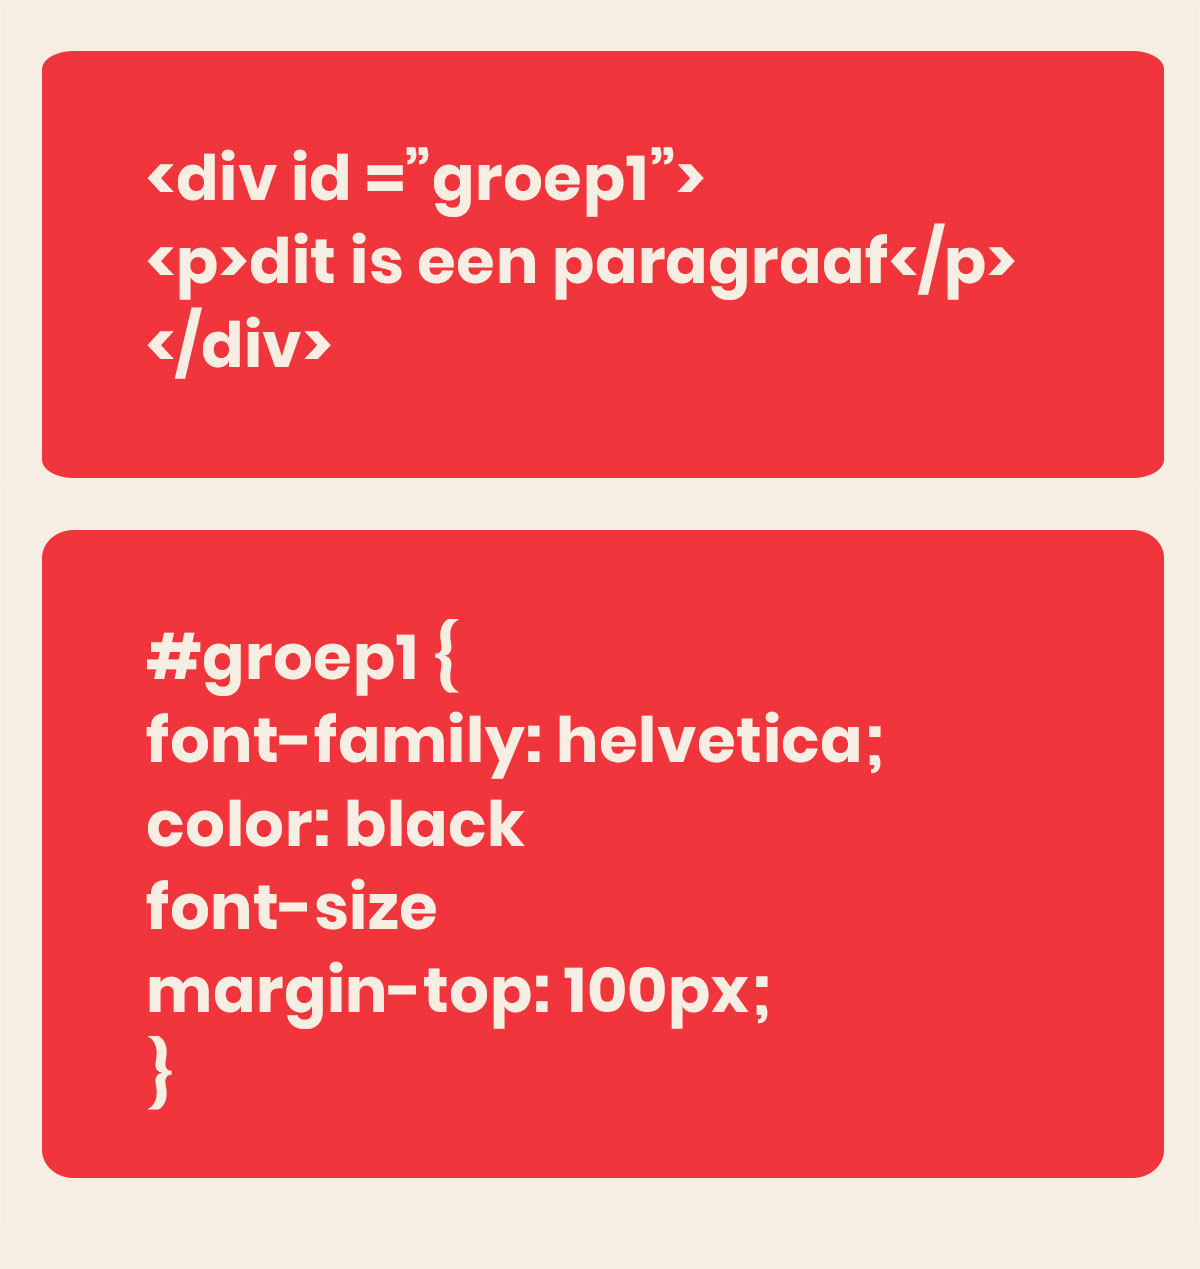 <div id =”groep1”>
<p>dit is een paragraaf</p>
</div>
#groep1 {
font-family: helvetica;
color: black
font-size
margin-top: 100px;
}